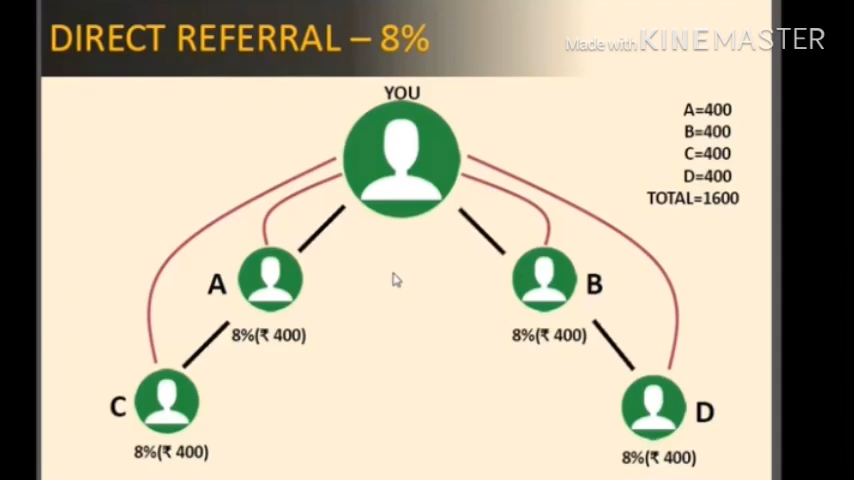 DIRECT REFERRAL – 8%
Made with KINEMASTER
YOU
A=400
B=400
C=400
D=400
TOTAL=1600
A
B
8%(₹ 400)
8%(₹ 400)
C
D
8%(₹ 400)
8%(₹ 400)